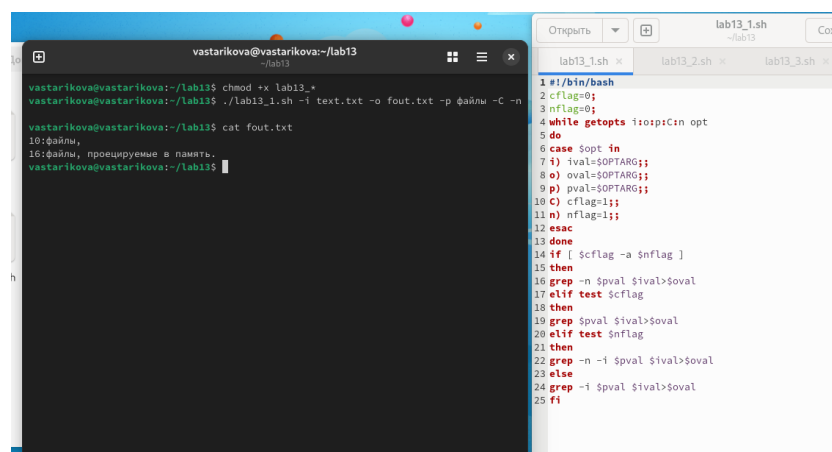 vastarikova@vastarikova:~/lab13
~/lab13
vastarikova@vastarikova:~/lab13$ chmod +x lab13_*
vastarikova@vastarikova:~/lab13$ ./lab13_1.sh -i text.txt -o fout.txt -p файлы -C -n
vastarikova@vastarikova:~/lab13$ cat fout.txt
10:файлы,
16:файлы, проецируемые в память.
vastarikova@vastarikova:~/lab13$
Открыть
lab13_1.sh
~/lab13
lab13_1.sh × lab13_2.sh × lab13_3.sh ×
1 #!/bin/bash
2 cflag=0;
3 nflag=0;
4 while getopts i:o:p:C:n opt
5 do
6 case $opt in
7 i) ival=$OPTARG;;
8 o) oval=$OPTARG;;
9 p) pval=$OPTARG;;
10 C) cflag=1;;
11 n) nflag=1;;
12 esac
13 done
14 if [ $cflag -a $nflag ]
15 then
16 grep -n $pval $ival>$oval
17 elif test $cflag
18 then
19 grep $pval $ival>$oval
20 elif test $nflag
21 then
22 grep -n -i $pval $ival>$oval
23 else
24 grep -i $pval $ival>$oval
25 fi